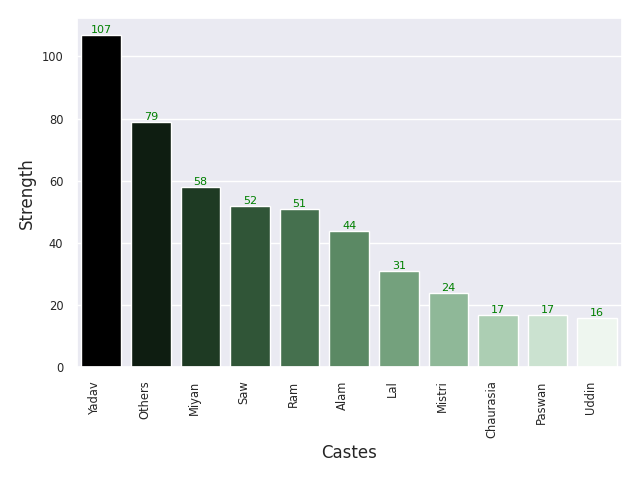 107
79
58
52
51
44
31
24
17
17
16
100
80
60
40
20
0
Strength
Yadav
Others
Miyan
Saw
Ram
Alam
Lal
Mistri
Chaurasia
Paswan
Uddin
Castes